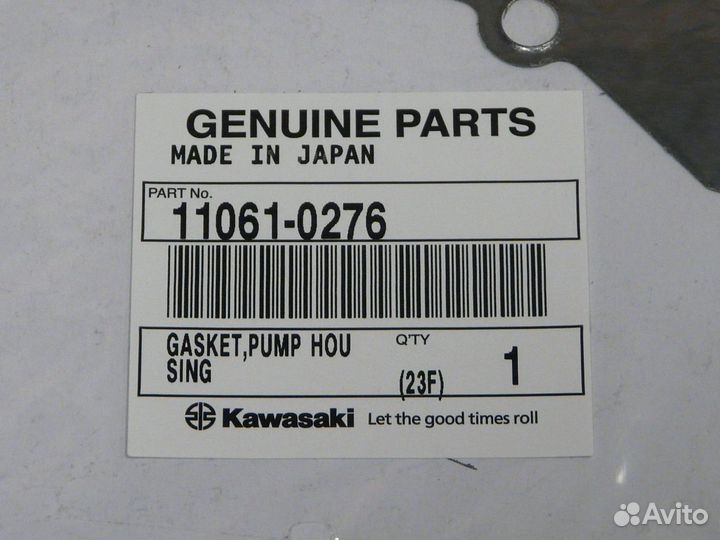 GENUINE PARTS
MADE IN JAPAN
PART No.
11061-0276
GASKET,PUMP HOU
SING
Q'TY
(23F)
1
Kawasaki Let the good times roll
Avito